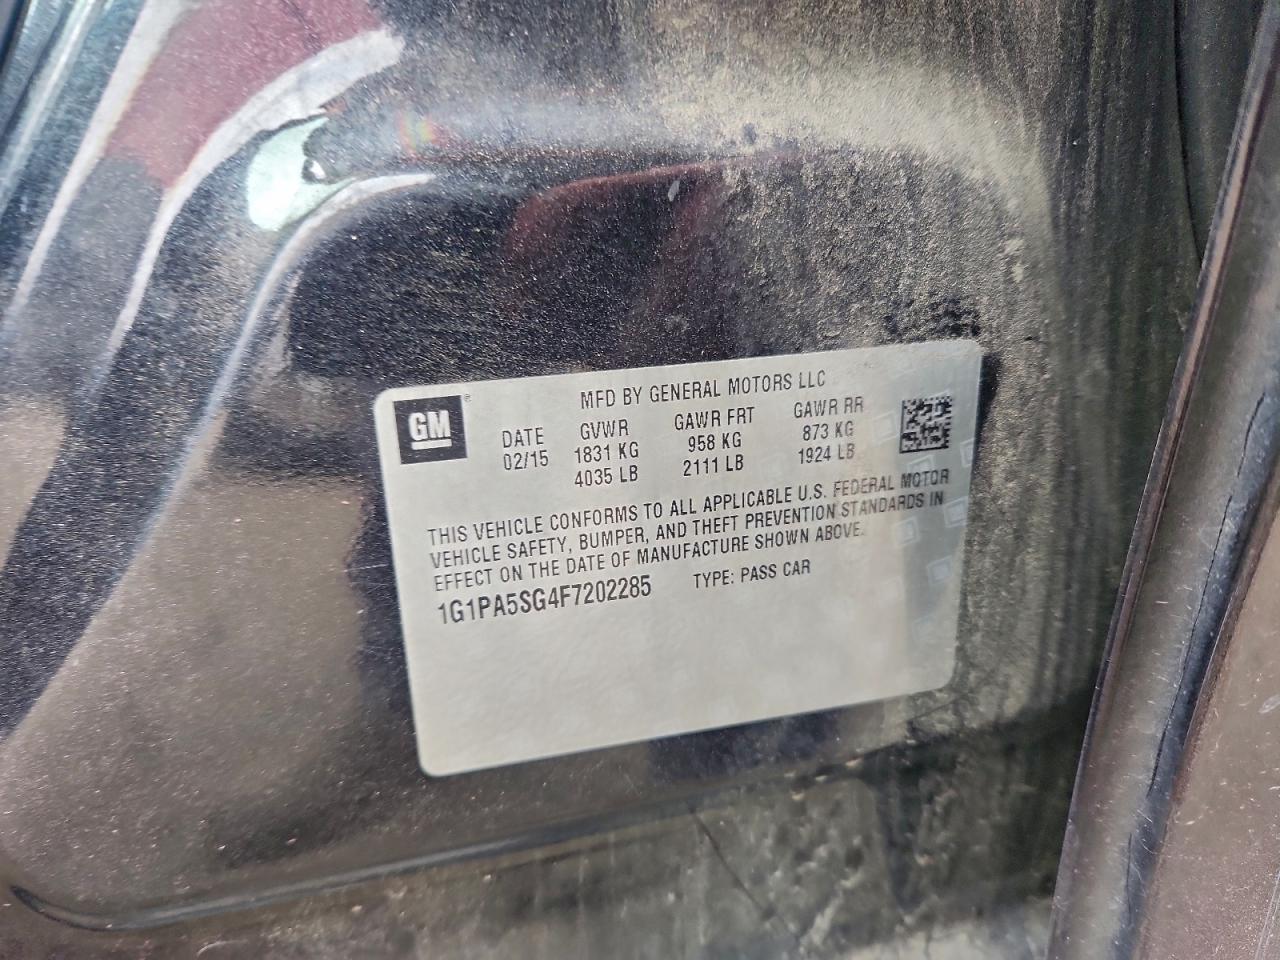 GM
MFD BY GENERAL MOTORS LLC
DATE GVWR GAWR FRT GAWR RR
02/15 1831 KG 958 KG 873 KG
4035 LB 2111 LB 1924 LB
THIS VEHICLE CONFORMS TO ALL APPLICABLE U.S. FEDERAL MOTOR
VEHICLE SAFETY, BUMPER, AND THEFT PREVENTION STANDARDS IN
EFFECT ON THE DATE OF MANUFACTURE SHOWN ABOVE.
1G1PA5SG4F7202285 TYPE: PASS CAR